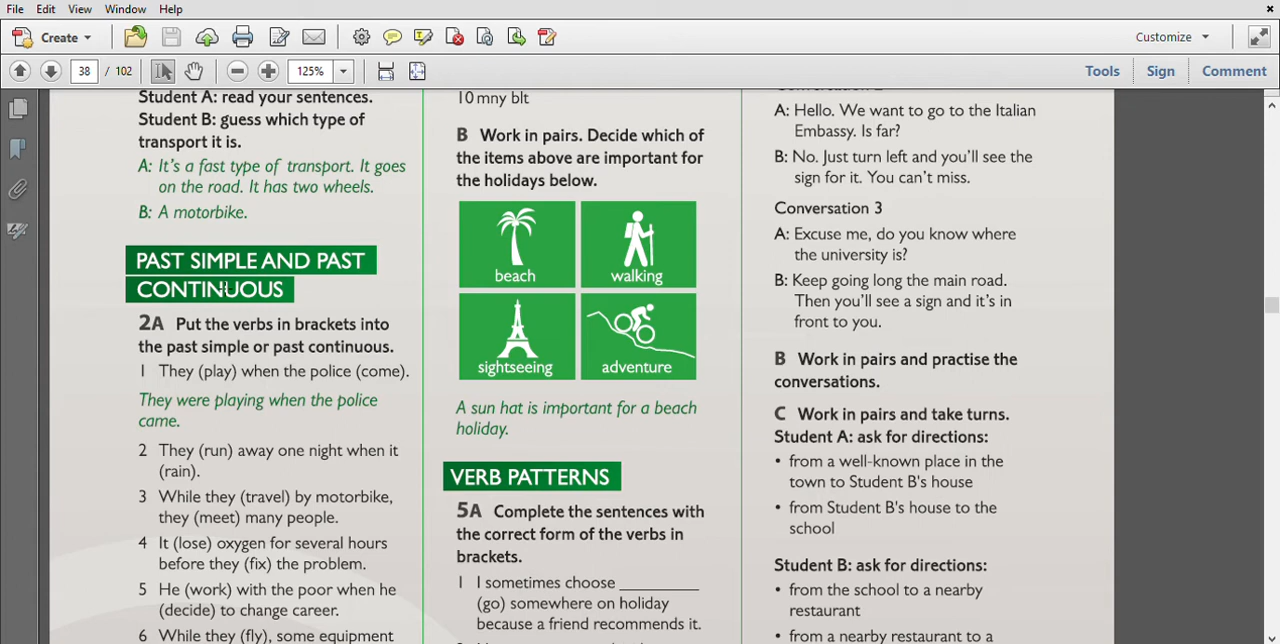 File Edit View Window Help
Create
Customize
38 / 102
125%
Tools Sign Comment
Student A: read your sentences.
Student B: guess which type of
transport it is.
A: It's a fast type of transport. It goes
on the road. It has two wheels.
B: A motorbike.
PAST SIMPLE AND PAST
CONTINUOUS
2A Put the verbs in brackets into
the past simple or past continuous.
1 They (play) when the police (come).
They were playing when the police
came.
2 They (run) away one night when it
(rain).
3 While they (travel) by motorbike,
they (meet) many people.
4 It (lose) oxygen for several hours
before they (fix) the problem.
5 He (work) with the poor when he
(decide) to change career.
6 While they (fly), some equipment
10 mny blt
B Work in pairs. Decide which of
the items above are important for
the holidays below.
beach
walking
sightseeing
adventure
A sun hat is important for a beach
holiday.
VERB PATTERNS
5A Complete the sentences with
the correct form of the verbs in
brackets.
1 I sometimes choose __________
(go) somewhere on holiday
because a friend recommends it.
A: Hello. We want to go to the Italian
Embassy. Is far?
B: No. Just turn left and you'll see the
sign for it. You can't miss.
Conversation 3
A: Excuse me, do you know where
the university is?
B: Keep going long the main road.
Then you'll see a sign and it's in
front to you.
B Work in pairs and practise the
conversations.
C Work in pairs and take turns.
Student A: ask for directions:
• from a well-known place in the
town to Student B's house
• from Student B's house to the
school
Student B: ask for directions:
• from the school to a nearby
restaurant
• from a nearby restaurant to a